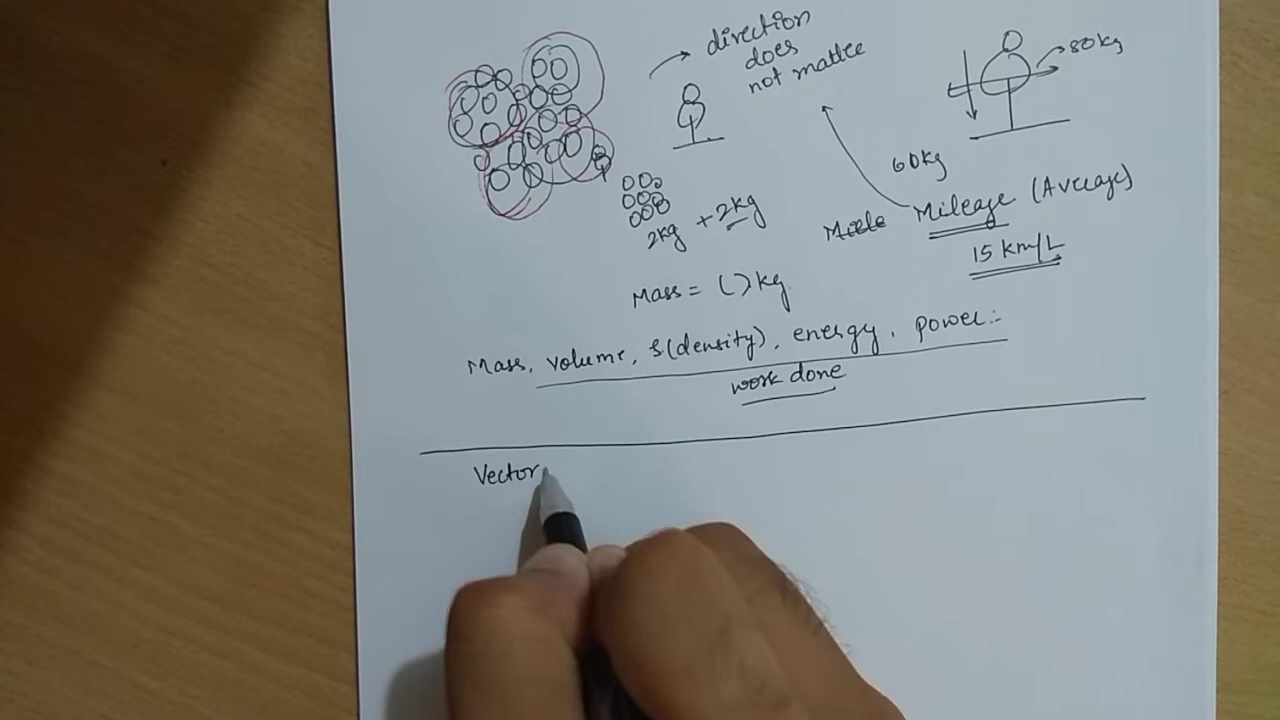 direction
does
not matter
80kg
60kg
2kg + 2kg
Mile Mileage (Average)
15 km/L
Mass = ( ) kg.
Mass, volume, ρ(density), energy, power:-
work done
Vector